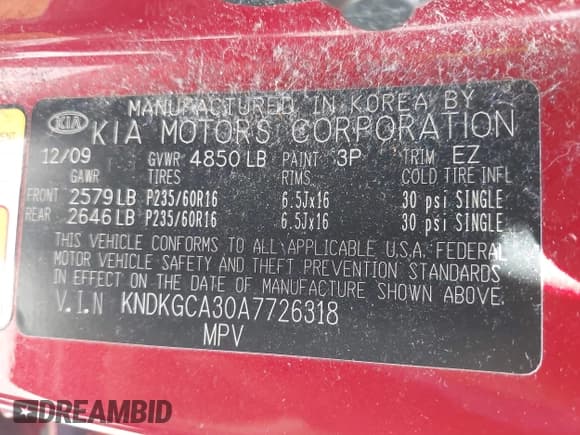 MANUFACTURED IN KOREA BY
KIA KIA MOTORS CORPORATION
12/09 GVWR 4850 LB PAINT 3P TRIM EZ
GAWR TIRES RIMS COLD TIRE INFL
FRONT 2579 LB P235/60R16 6.5Jx16 30 psi SINGLE
REAR 2646 LB P235/60R16 6.5Jx16 30 psi SINGLE
THIS VEHICLE CONFORMS TO ALL APPLICABLE U.S.A. FEDERAL
MOTOR VEHICLE SAFETY AND THEFT PREVENTION STANDARDS
IN EFFECT ON THE DATE OF MANUFACTURE SHOWN ABOVE.
V.I.N KNDKGCA30A7726318
MPV
DREAMBID